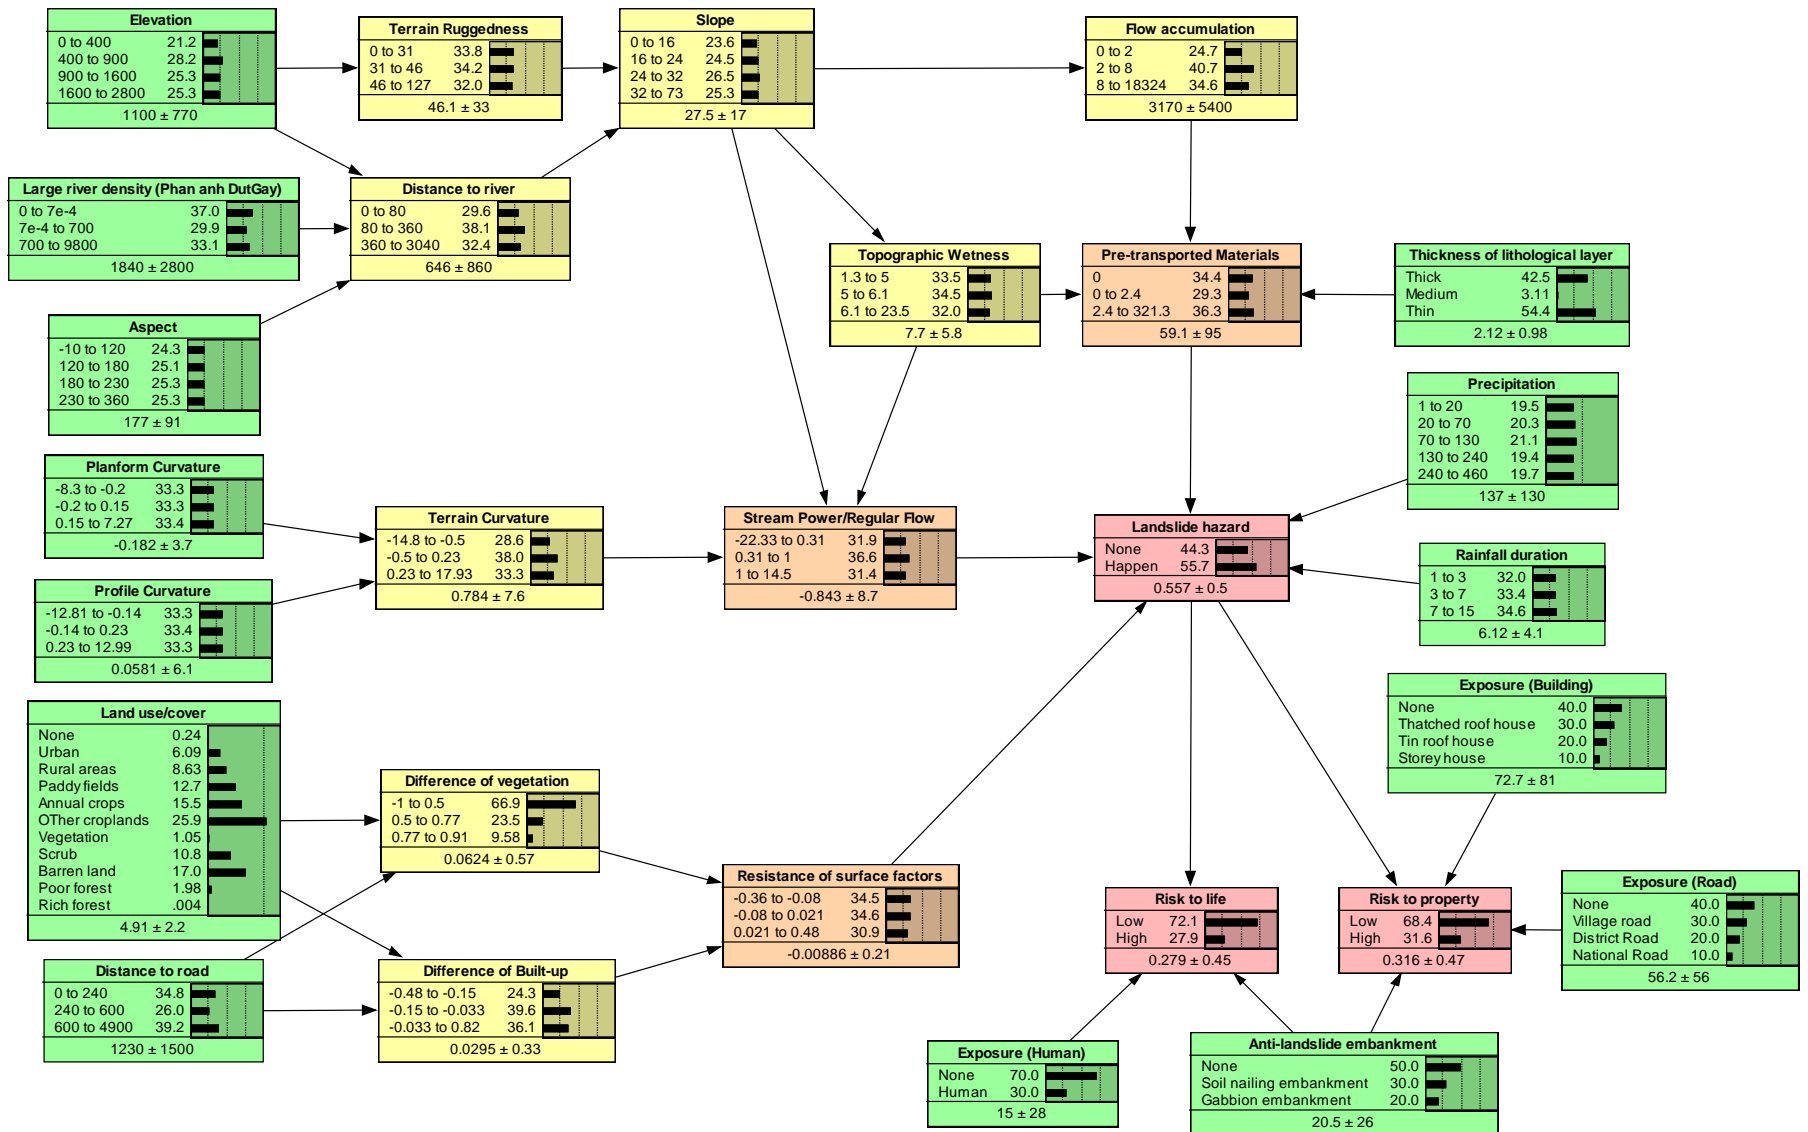 Elevation
0 to 400 21.2
400 to 900 28.2
900 to 1600 25.3
1600 to 2800 25.3
1100 ± 770
Terrain Ruggedness
0 to 31 33.8
31 to 46 34.2
46 to 127 32.0
46.1 ± 33
Slope
0 to 16 23.6
16 to 24 24.5
24 to 32 26.5
32 to 73 25.3
27.5 ± 17
Flow accumulation
0 to 2 24.7
2 to 8 40.7
8 to 18324 34.6
3170 ± 5400
Large river density (Phan anh DutGay)
0 to 7e-4 37.0
7e-4 to 700 29.9
700 to 9800 33.1
1840 ± 2800
Distance to river
0 to 80 29.6
80 to 360 38.1
360 to 3040 32.4
646 ± 860
Topographic Wetness
1.3 to 5 33.5
5 to 6.1 34.5
6.1 to 23.5 32.0
7.7 ± 5.8
Pre-transported Materials
0 34.4
0 to 2.4 29.3
2.4 to 321.3 36.3
59.1 ± 95
Thickness of lithological layer
Thick 42.5
Medium 3.11
Thin 54.4
2.12 ± 0.98
Aspect
-10 to 120 24.3
120 to 180 25.1
180 to 230 25.3
230 to 360 25.3
177 ± 91
Precipitation
1 to 20 19.5
20 to 70 20.3
70 to 130 21.1
130 to 240 19.4
240 to 460 19.7
137 ± 130
Planform Curvature
-8.3 to -0.2 33.3
-0.2 to 0.15 33.3
0.15 to 7.27 33.4
-0.182 ± 3.7
Terrain Curvature
-14.8 to -0.5 28.6
-0.5 to 0.23 38.0
0.23 to 17.93 33.3
0.784 ± 7.6
Stream Power/Regular Flow
-22.33 to 0.31 31.9
0.31 to 1 36.6
1 to 14.5 31.4
-0.843 ± 8.7
Landslide hazard
None 44.3
Happen 55.7
0.557 ± 0.5
Rainfall duration
1 to 3 32.0
3 to 7 33.4
7 to 15 34.6
6.12 ± 4.1
Profile Curvature
-12.81 to -0.14 33.3
-0.14 to 0.23 33.4
0.23 to 12.99 33.3
0.0581 ± 6.1
Exposure (Building)
None 40.0
Thatched roof house 30.0
Tin roof house 20.0
Storey house 10.0
72.7 ± 81
Land use/cover
None 0.24
Urban 6.09
Rural areas 8.63
Paddy fields 12.7
Annual crops 15.5
OTher croplands 25.9
Vegetation 1.05
Scrub 10.8
Barren land 17.0
Poor forest 1.98
Rich forest .004
4.91 ± 2.2
Difference of vegetation
-1 to 0.5 66.9
0.5 to 0.77 23.5
0.77 to 0.91 9.58
0.0624 ± 0.57
Resistance of surface factors
-0.36 to -0.08 34.5
-0.08 to 0.021 34.6
0.021 to 0.48 30.9
-0.00886 ± 0.21
Risk to life
Low 72.1
High 27.9
0.279 ± 0.45
Risk to property
Low 68.4
High 31.6
0.316 ± 0.47
Exposure (Road)
None 40.0
Village road 30.0
District Road 20.0
National Road 10.0
56.2 ± 56
Distance to road
0 to 240 34.8
240 to 600 26.0
600 to 4900 39.2
1230 ± 1500
Difference of Built-up
-0.48 to -0.15 24.3
-0.15 to -0.033 39.6
-0.033 to 0.82 36.1
0.0295 ± 0.33
Exposure (Human)
None 70.0
Human 30.0
15 ± 28
Anti-landslide embankment
None 50.0
Soil nailing embankment 30.0
Gabbion embankment 20.0
20.5 ± 26